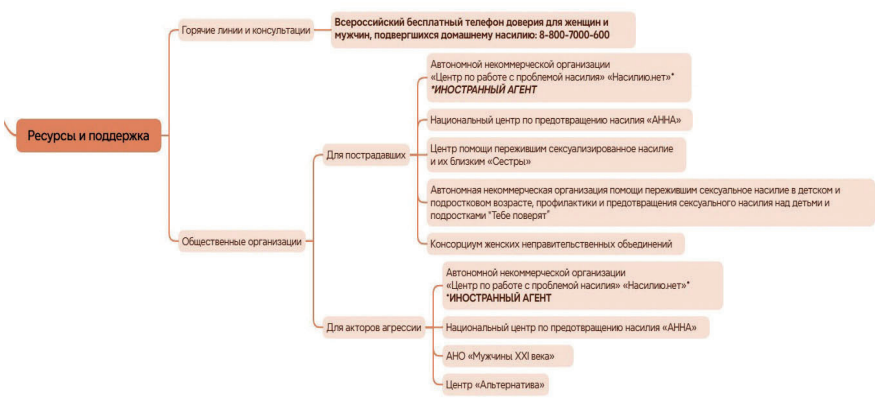 Ресурсы и поддержка
Горячие линии и консультации
Всероссийский бесплатный телефон доверия для женщин и
мужчин, подвергшихся домашнему насилию: 8-800-7000-600
Общественные организации
Для пострадавших
Автономной некоммерческой организации
«Центр по работе с проблемой насилия» «Насилию.нет»*
*ИНОСТРАННЫЙ АГЕНТ
Национальный центр по предотвращению насилия «АННА»
Центр помощи пережившим сексуализированное насилие
и их близким «Сестры»
Автономная некоммерческая организация помощи пережившим сексуальное насилие в детском и
подростковом возрасте, профилактики и предотвращения сексуального насилия над детьми и
подростками "Тебе поверят"
Консорциум женских неправительственных объединений
Для акторов агрессии
Автономной некоммерческой организации
«Центр по работе с проблемой насилия» «Насилию.нет»*
*ИНОСТРАННЫЙ АГЕНТ
Национальный центр по предотвращению насилия «АННА»
АНО «Мужчины XXI века»
Центр «Альтернатива»